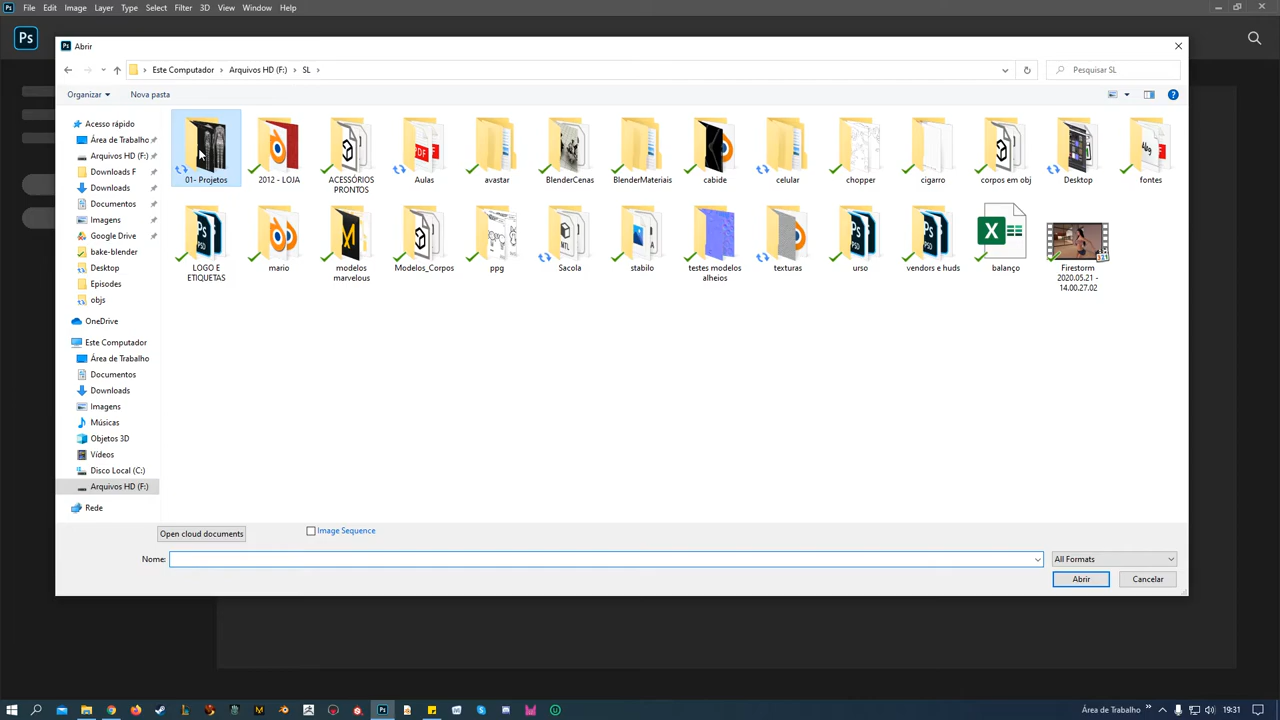 Ps File Edit Image Layer Type Select Filter 3D View Window Help
Ps
Ps Abrir
Este Computador › Arquivos HD (F:) › SL ›
Pesquisar SL
Organizar
Nova pasta
Acesso rápido
Área de Trabalho
Arquivos HD (F:)
Downloads F
Downloads
Documentos
Imagens
Google Drive
bake-blender
Desktop
Episodes
objs
OneDrive
Este Computador
Área de Trabalho
Documentos
Downloads
Imagens
Músicas
Objetos 3D
Vídeos
Disco Local (C:)
Arquivos HD (F:)
Rede
01- Projetos
2012 - LOJA
ACESSÓRIOS
PRONTOS
Aulas
avastar
BlenderCenas
BlenderMateriais
cabide
celular
chopper
cigarro
corpos em obj
Desktop
fontes
LOGO E
ETIQUETAS
mario
modelos
marvelous
Modelos_Corpos
ppg
Sacola
stabilo
testes modelos
alheios
texturas
urso
vendors e huds
balanço
Firestorm
2020.05.21 -
14.00.27.02
Open cloud documents
Image Sequence
Nome:
All Formats
Abrir
Cancelar
Área de Trabalho
19:31